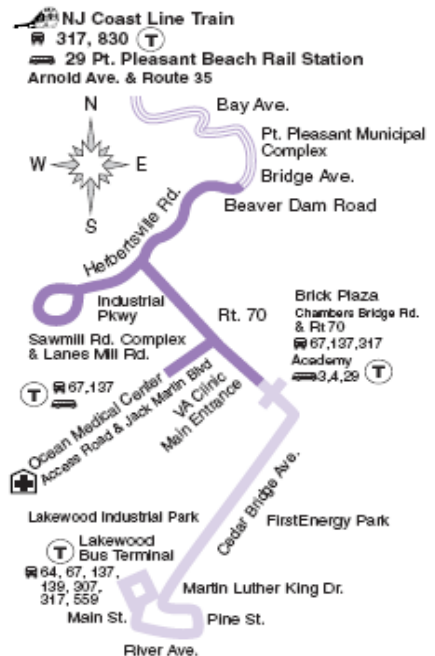 NJ Coast Line Train
317, 830 T
29 Pt. Pleasant Beach Rail Station
Arnold Ave. & Route 35
N
W
E
S
Bay Ave.
Pt. Pleasant Municipal
Complex
Bridge Ave.
Beaver Dam Road
Herbertsville Rd.
Industrial
Pkwy
Sawmill Rd. Complex
& Lanes Mill Rd.
Rt. 70
Brick Plaza
Chambers Bridge Rd.
& Rt 70
67,137,317
Academy
3,4,29 T
T 67,137
Ocean Medical Center
Access Road & Jack Martin Blvd
VA Clinic
Main Entrance
Cedar Bridge Ave.
Lakewood Industrial Park
FirstEnergy Park
T Lakewood
Bus Terminal
64, 67, 137,
139, 307,
317, 559
Martin Luther King Dr.
Main St.
Pine St.
River Ave.